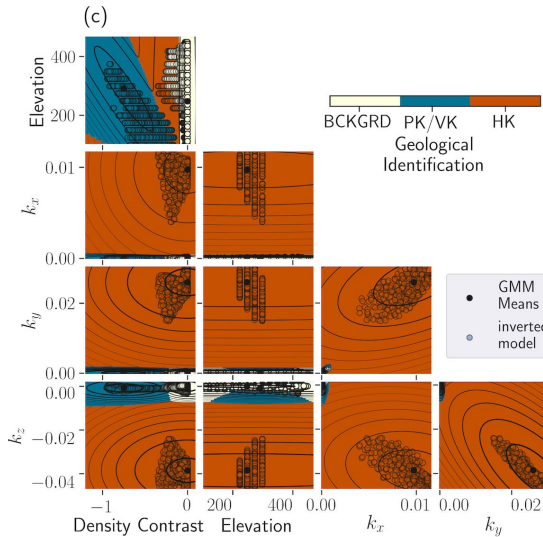 (c)
400
200
Elevation
BCKGRD PK/VK HK
Geological
Identification
0.01
0.00
k_x
0.02
0.00
k_y
GMM
Means
inverted
model
0.00
−0.02
−0.04
k_z
−1 0 200 400 0.00 0.01 0.00 0.02
Density Contrast Elevation k_x k_y